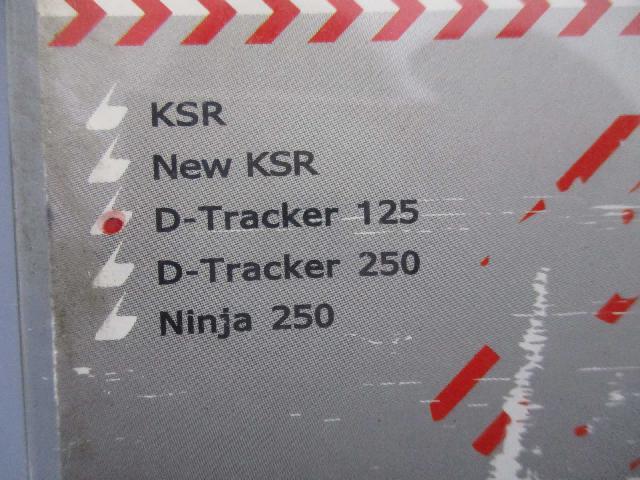 KSR
New KSR
D-Tracker 125
D-Tracker 250
Ninja 250